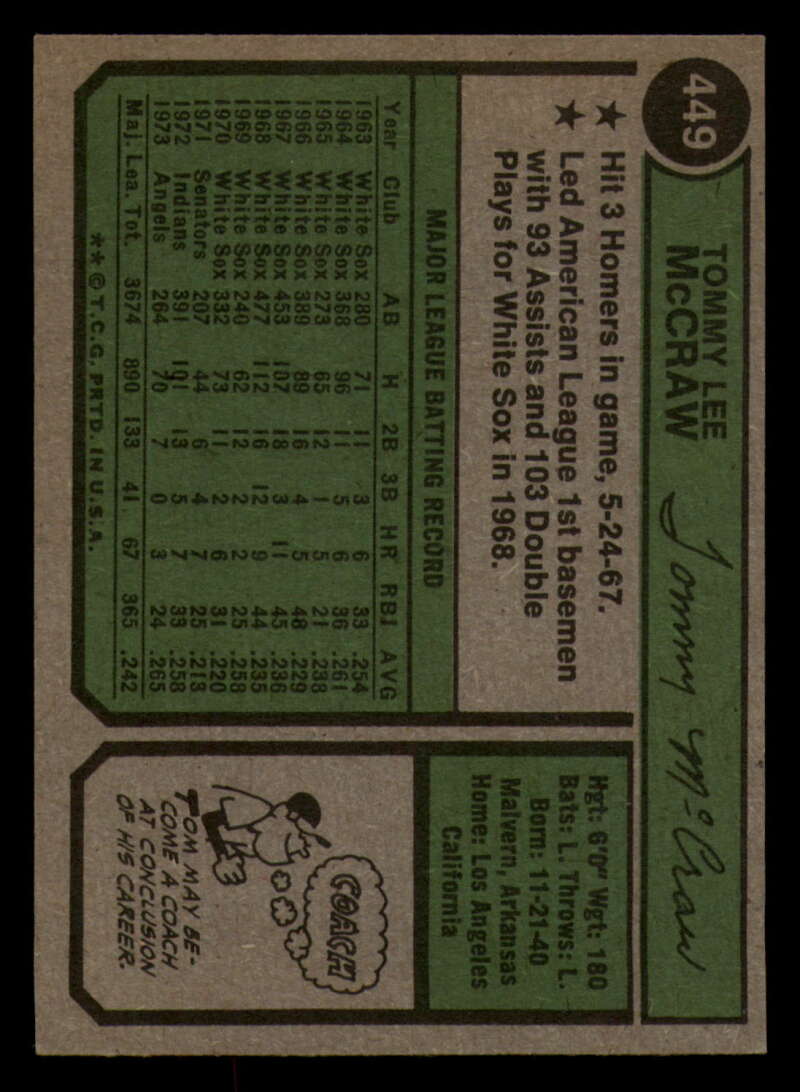 449
TOMMY LEE
McCRAW
Tommy McCraw
★ Hit 3 Homers in game, 5-24-67.
★ Led American League 1st basemen
with 93 Assists and 103 Double
Plays for White Sox in 1968.
MAJOR LEAGUE BATTING RECORD
Year Club AB H 2B 3B HR RBI AVG
1963 White Sox 280 71 11 3 6 33 .254
1964 White Sox 368 96 11 5 6 36 .261
1965 White Sox 273 65 12 1 5 21 .238
1966 White Sox 389 89 16 4 5 48 .229
1967 White Sox 453 107 18 3 11 45 .236
1968 White Sox 477 112 16 12 9 44 .235
1969 White Sox 240 62 12 2 2 25 .258
1970 White Sox 332 73 11 2 6 31 .220
1971 Senators 207 44 6 4 7 25 .213
1972 Indians 391 101 13 5 7 33 .258
1973 Angels 264 70 7 0 3 24 .265
Maj. Lea. Tot. 3674 890 133 41 67 365 .242
** © T.C.G. PRTD. IN U.S.A.
Hgt: 6'0" Wgt: 180
Bats: L. Throws: L.
Born: 11-21-40
Malvern, Arkansas
Home: Los Angeles
California
COACH
TOM MAY BE-
COME A COACH
AT CONCLUSION
OF HIS CAREER.